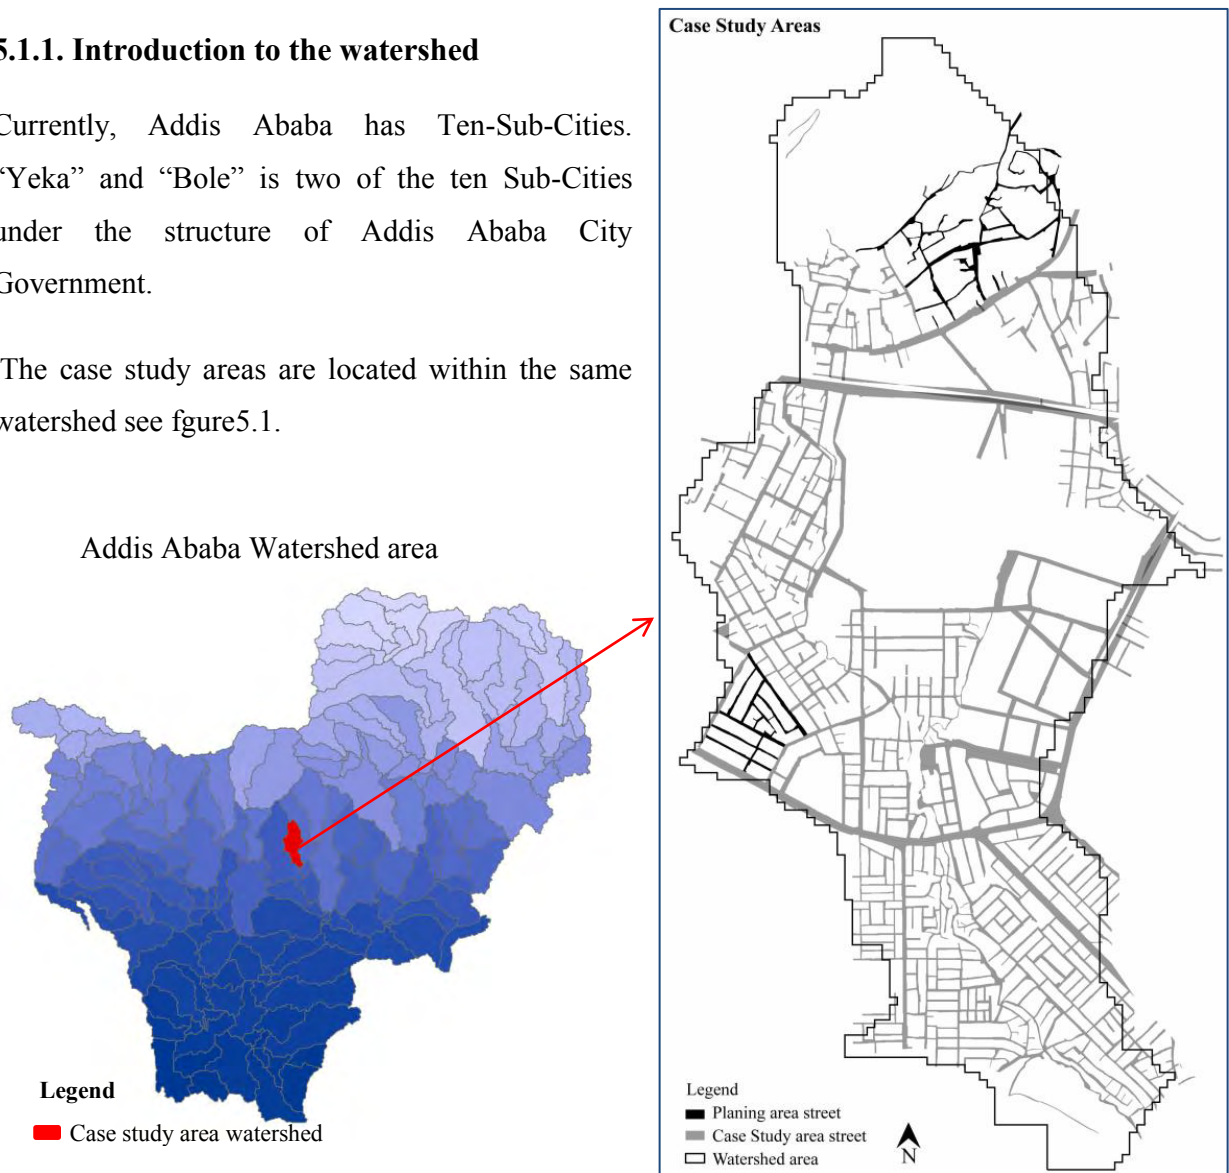 5.1.1. Introduction to the watershed
Currently, Addis Ababa has Ten-Sub-Cities.
“Yeka” and “Bole” is two of the ten Sub-Cities
under the structure of Addis Ababa City
Government.
The case study areas are located within the same
watershed see fgure5.1.
Addis Ababa Watershed area
Legend
Case study area watershed
Case Study Areas
Legend
Planing area street
Case Study area street
Watershed area
N